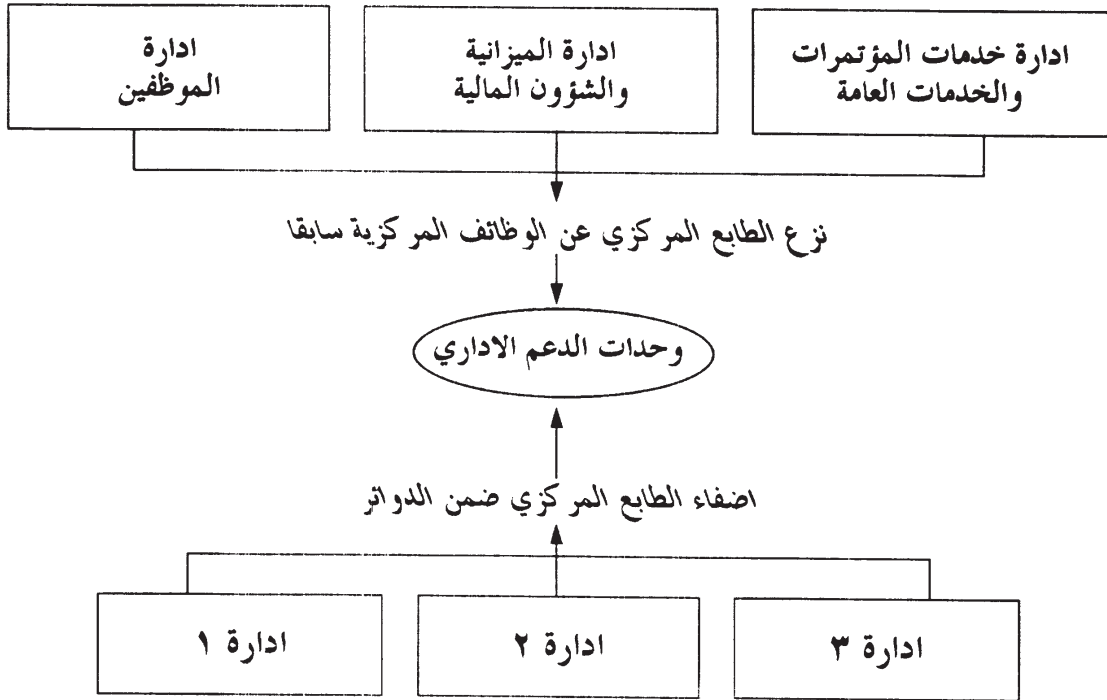 ادارة خدمات المؤتمرات
والخدمات العامة
ادارة الميزانية
والشؤون المالية
ادارة
الموظفين
نزع الطابع المركزي عن الوظائف المركزية سابقا
وحدات الدعم الاداري
اضفاء الطابع المركزي ضمن الدوائر
ادارة ٣
ادارة ٢
ادارة ١